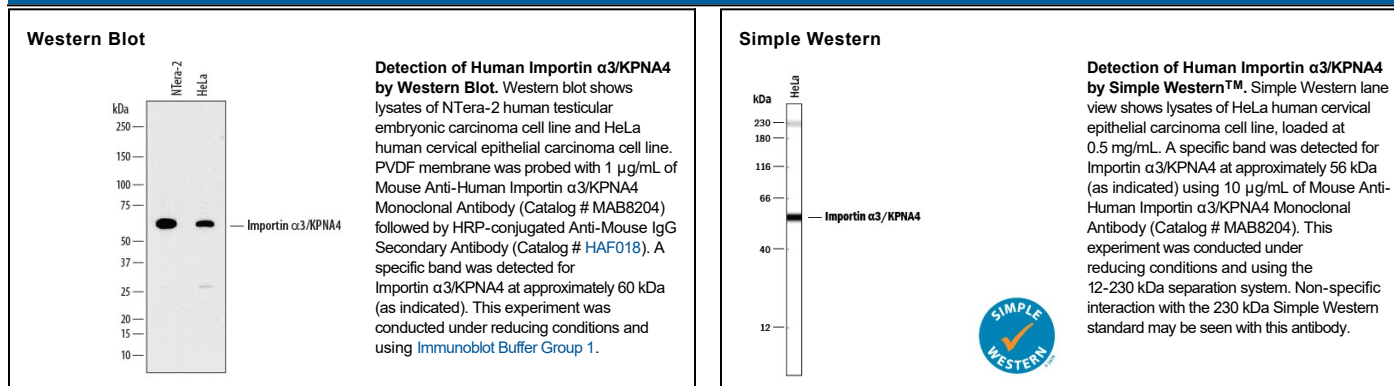 Western Blot
NTera-2
HeLa
kDa
250
150
100
75
50
37
25
20
15
10
Importin α3/KPNA4
Detection of Human Importin α3/KPNA4
by Western Blot. Western blot shows
lysates of NTera-2 human testicular
embryonic carcinoma cell line and HeLa
human cervical epithelial carcinoma cell line.
PVDF membrane was probed with 1 µg/mL of
Mouse Anti-Human Importin α3/KPNA4
Monoclonal Antibody (Catalog # MAB8204)
followed by HRP-conjugated Anti-Mouse IgG
Secondary Antibody (Catalog # HAF018). A
specific band was detected for
Importin α3/KPNA4 at approximately 60 kDa
(as indicated). This experiment was
conducted under reducing conditions and
using Immunoblot Buffer Group 1.
Simple Western
HeLa
kDa
230
180
116
66
40
12
Importin α3/KPNA4
SIMPLE
WESTERN
Detection of Human Importin α3/KPNA4
by Simple Western™. Simple Western lane
view shows lysates of HeLa human cervical
epithelial carcinoma cell line, loaded at
0.5 mg/mL. A specific band was detected for
Importin α3/KPNA4 at approximately 56 kDa
(as indicated) using 10 µg/mL of Mouse Anti-
Human Importin α3/KPNA4 Monoclonal
Antibody (Catalog # MAB8204). This
experiment was conducted under
reducing conditions and using the
12-230 kDa separation system. Non-specific
interaction with the 230 kDa Simple Western
standard may be seen with this antibody.